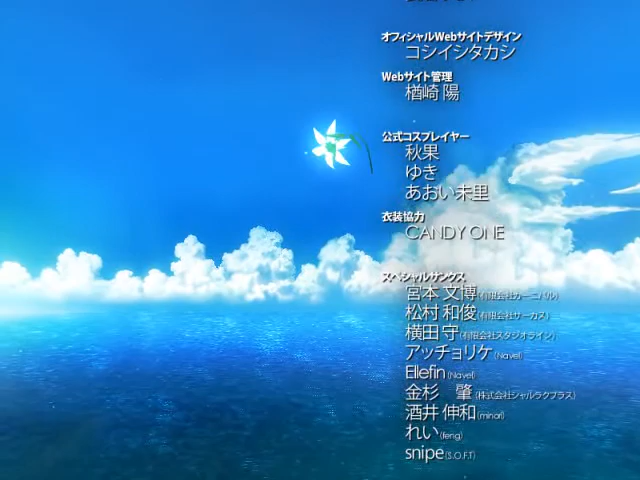 オフィシャルWebサイトデザイン
コシイシタカシ
Webサイト管理
楢崎 陽
公式コスプレイヤー
秋果
ゆき
あおい未里
衣装協力
CANDY ONE
スペシャルサンクス
宮本 文博(有限会社カーニバル)
松村 和俊(有限会社サーカス)
横田 守(有限会社スタジオライン)
アッチョリケ(Navel)
Ellefin(Navel)
金杉　肇(株式会社シャルラクプラス)
酒井 伸和(minori)
れい(feng)
snipe(S.O.F.T)